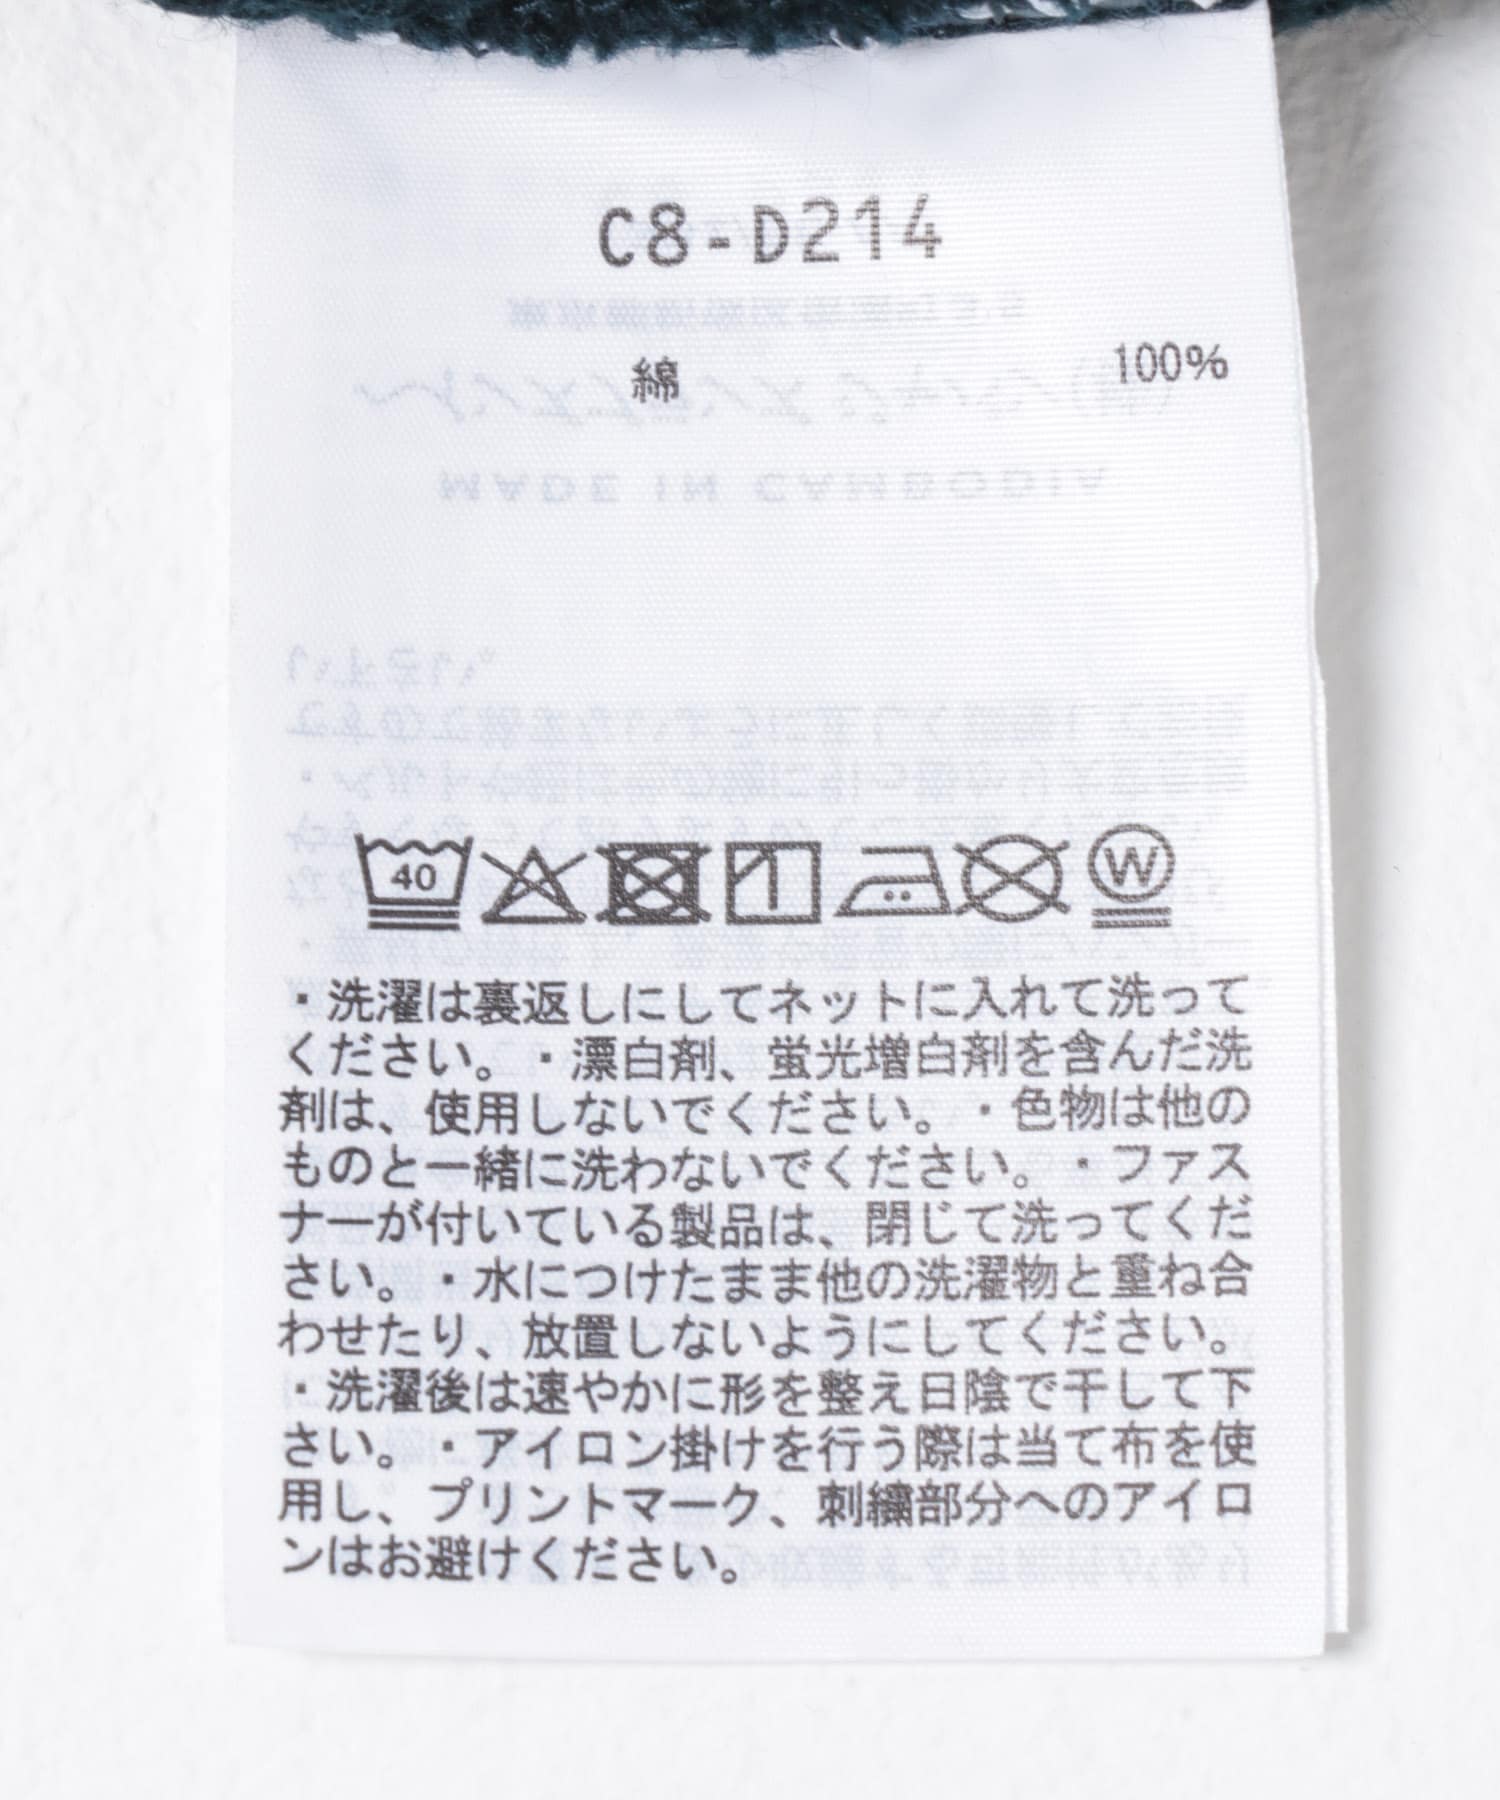 C8-D214
綿 100%
MADE IN CAMBODIA
40 W
・洗濯は裏返しにしてネットに入れて洗って
ください。・漂白剤、蛍光増白剤を含んだ洗
剤は、使用しないでください。・色物は他の
ものと一緒に洗わないでください。・ファス
ナーが付いている製品は、閉じて洗ってくだ
さい。・水につけたまま他の洗濯物と重ね合
わせたり、放置しないようにしてください。
・洗濯後は速やかに形を整え日陰で干して下
さい。・アイロン掛けを行う際は当て布を使
用し、プリントマーク、刺繍部分へのアイロ
ンはお避けください。